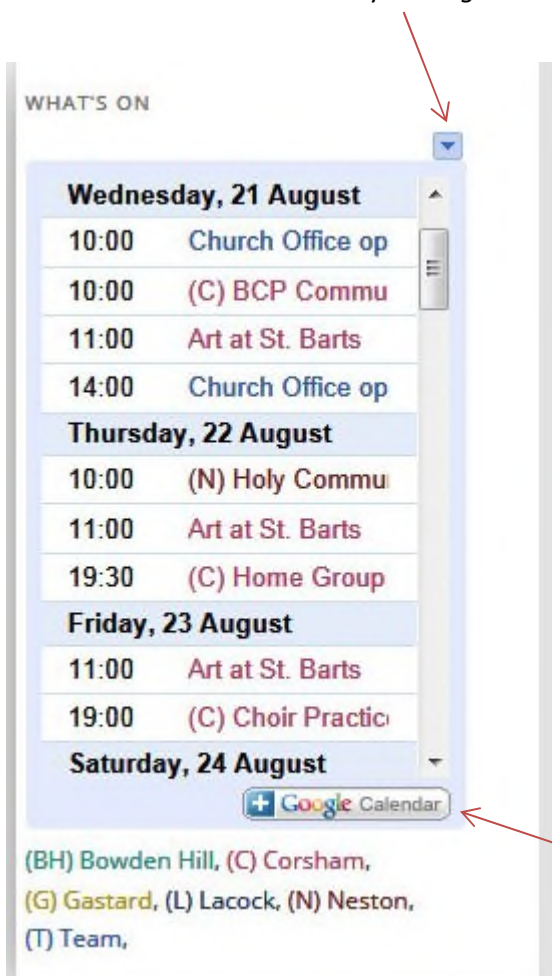 WHAT'S ON
Wednesday, 21 August
10:00 Church Office op
10:00 (C) BCP Commu
11:00 Art at St. Barts
14:00 Church Office op
Thursday, 22 August
10:00 (N) Holy Commu
11:00 Art at St. Barts
19:30 (C) Home Group
Friday, 23 August
11:00 Art at St. Barts
19:00 (C) Choir Practic
Saturday, 24 August
Google Calendar
(BH) Bowden Hill, (C) Corsham,
(G) Gastard, (L) Lacock, (N) Neston,
(T) Team,